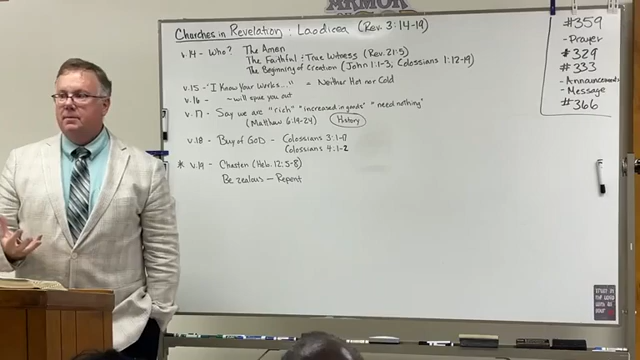 ARMOR
Churches in Revelation : Laodicea (Rev. 3:14-19)
v.14 - Who? The Amen
The Faithful + True Witness (Rev. 21:5)
The Beginning of Creation (John 1:1-3, Colossians 1:12-19)
v.15 - "I Know Your Works..." = Neither Hot nor Cold
v.16 - ~ will spue you out
v.17 - Say we are "rich" "increased in goods" "need nothing"
(Matthew 6:19-24) History
v.18 - Buy of GOD - Colossians 3:1-17
Colossians 4:1-2
* v.19 - Chasten (Heb. 12:5-8)
Be zealous - Repent
#359
- Prayer
#329
#333
- Announcements
- Message
#366